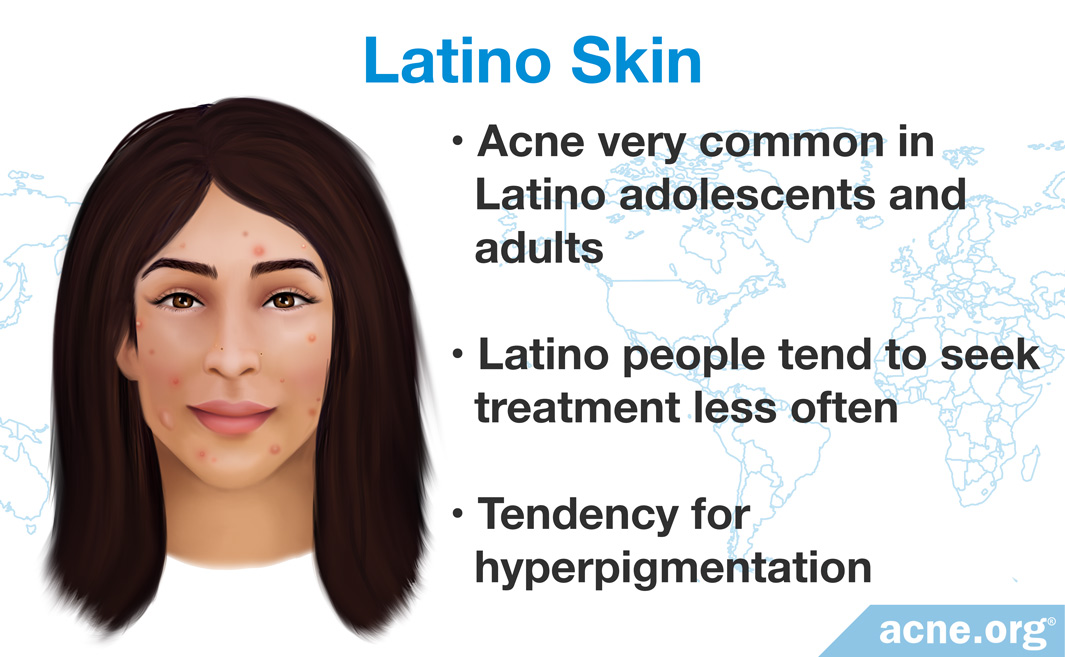 Latino Skin
• Acne very common in
Latino adolescents and
adults
• Latino people tend to seek
treatment less often
• Tendency for
hyperpigmentation
acne.org®